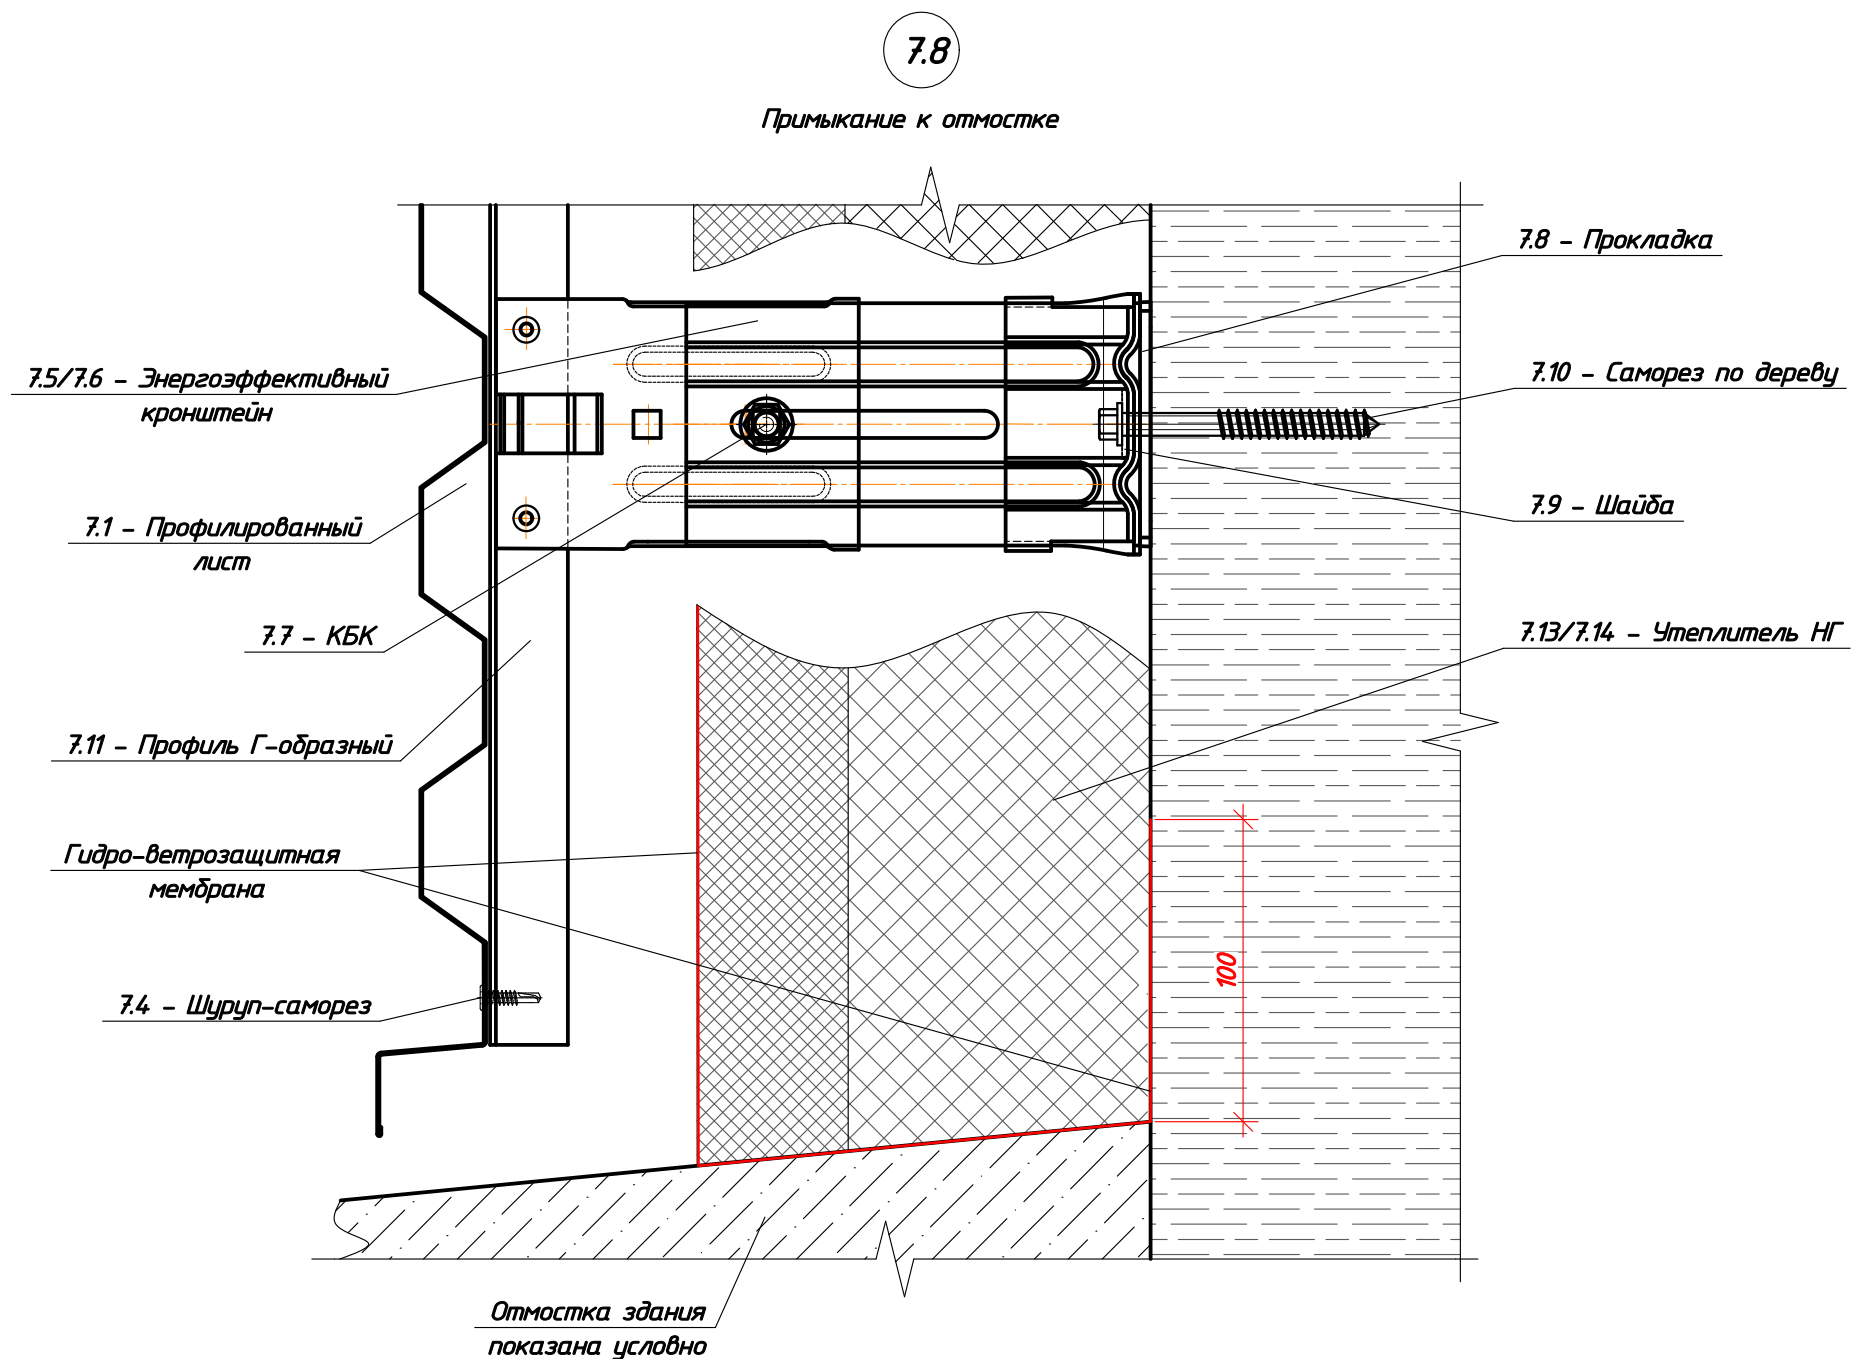 7.8
Примыкание к отмостке
7.8 - Прокладка
7.5/7.6 - Энергоэффективный
кронштейн
7.10 - Саморез по дереву
7.9 - Шайба
7.1 - Профилированный
лист
7.7 - КБК
7.13/7.14 - Утеплитель НГ
7.11 - Профиль Г-образный
Гидро-ветрозащитная
мембрана
100
7.4 - Шуруп-саморез
Отмостка здания
показана условно